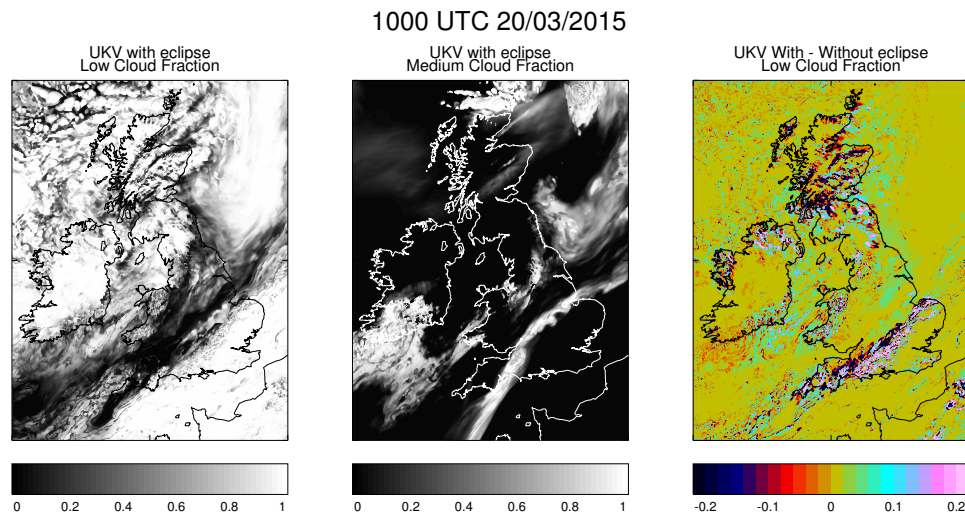 1000 UTC 20/03/2015
UKV with eclipse
Low Cloud Fraction
UKV with eclipse
Medium Cloud Fraction
UKV With - Without eclipse
Low Cloud Fraction
0 0.2 0.4 0.6 0.8 1
0 0.2 0.4 0.6 0.8 1
-0.2 -0.1 0 0.1 0.2